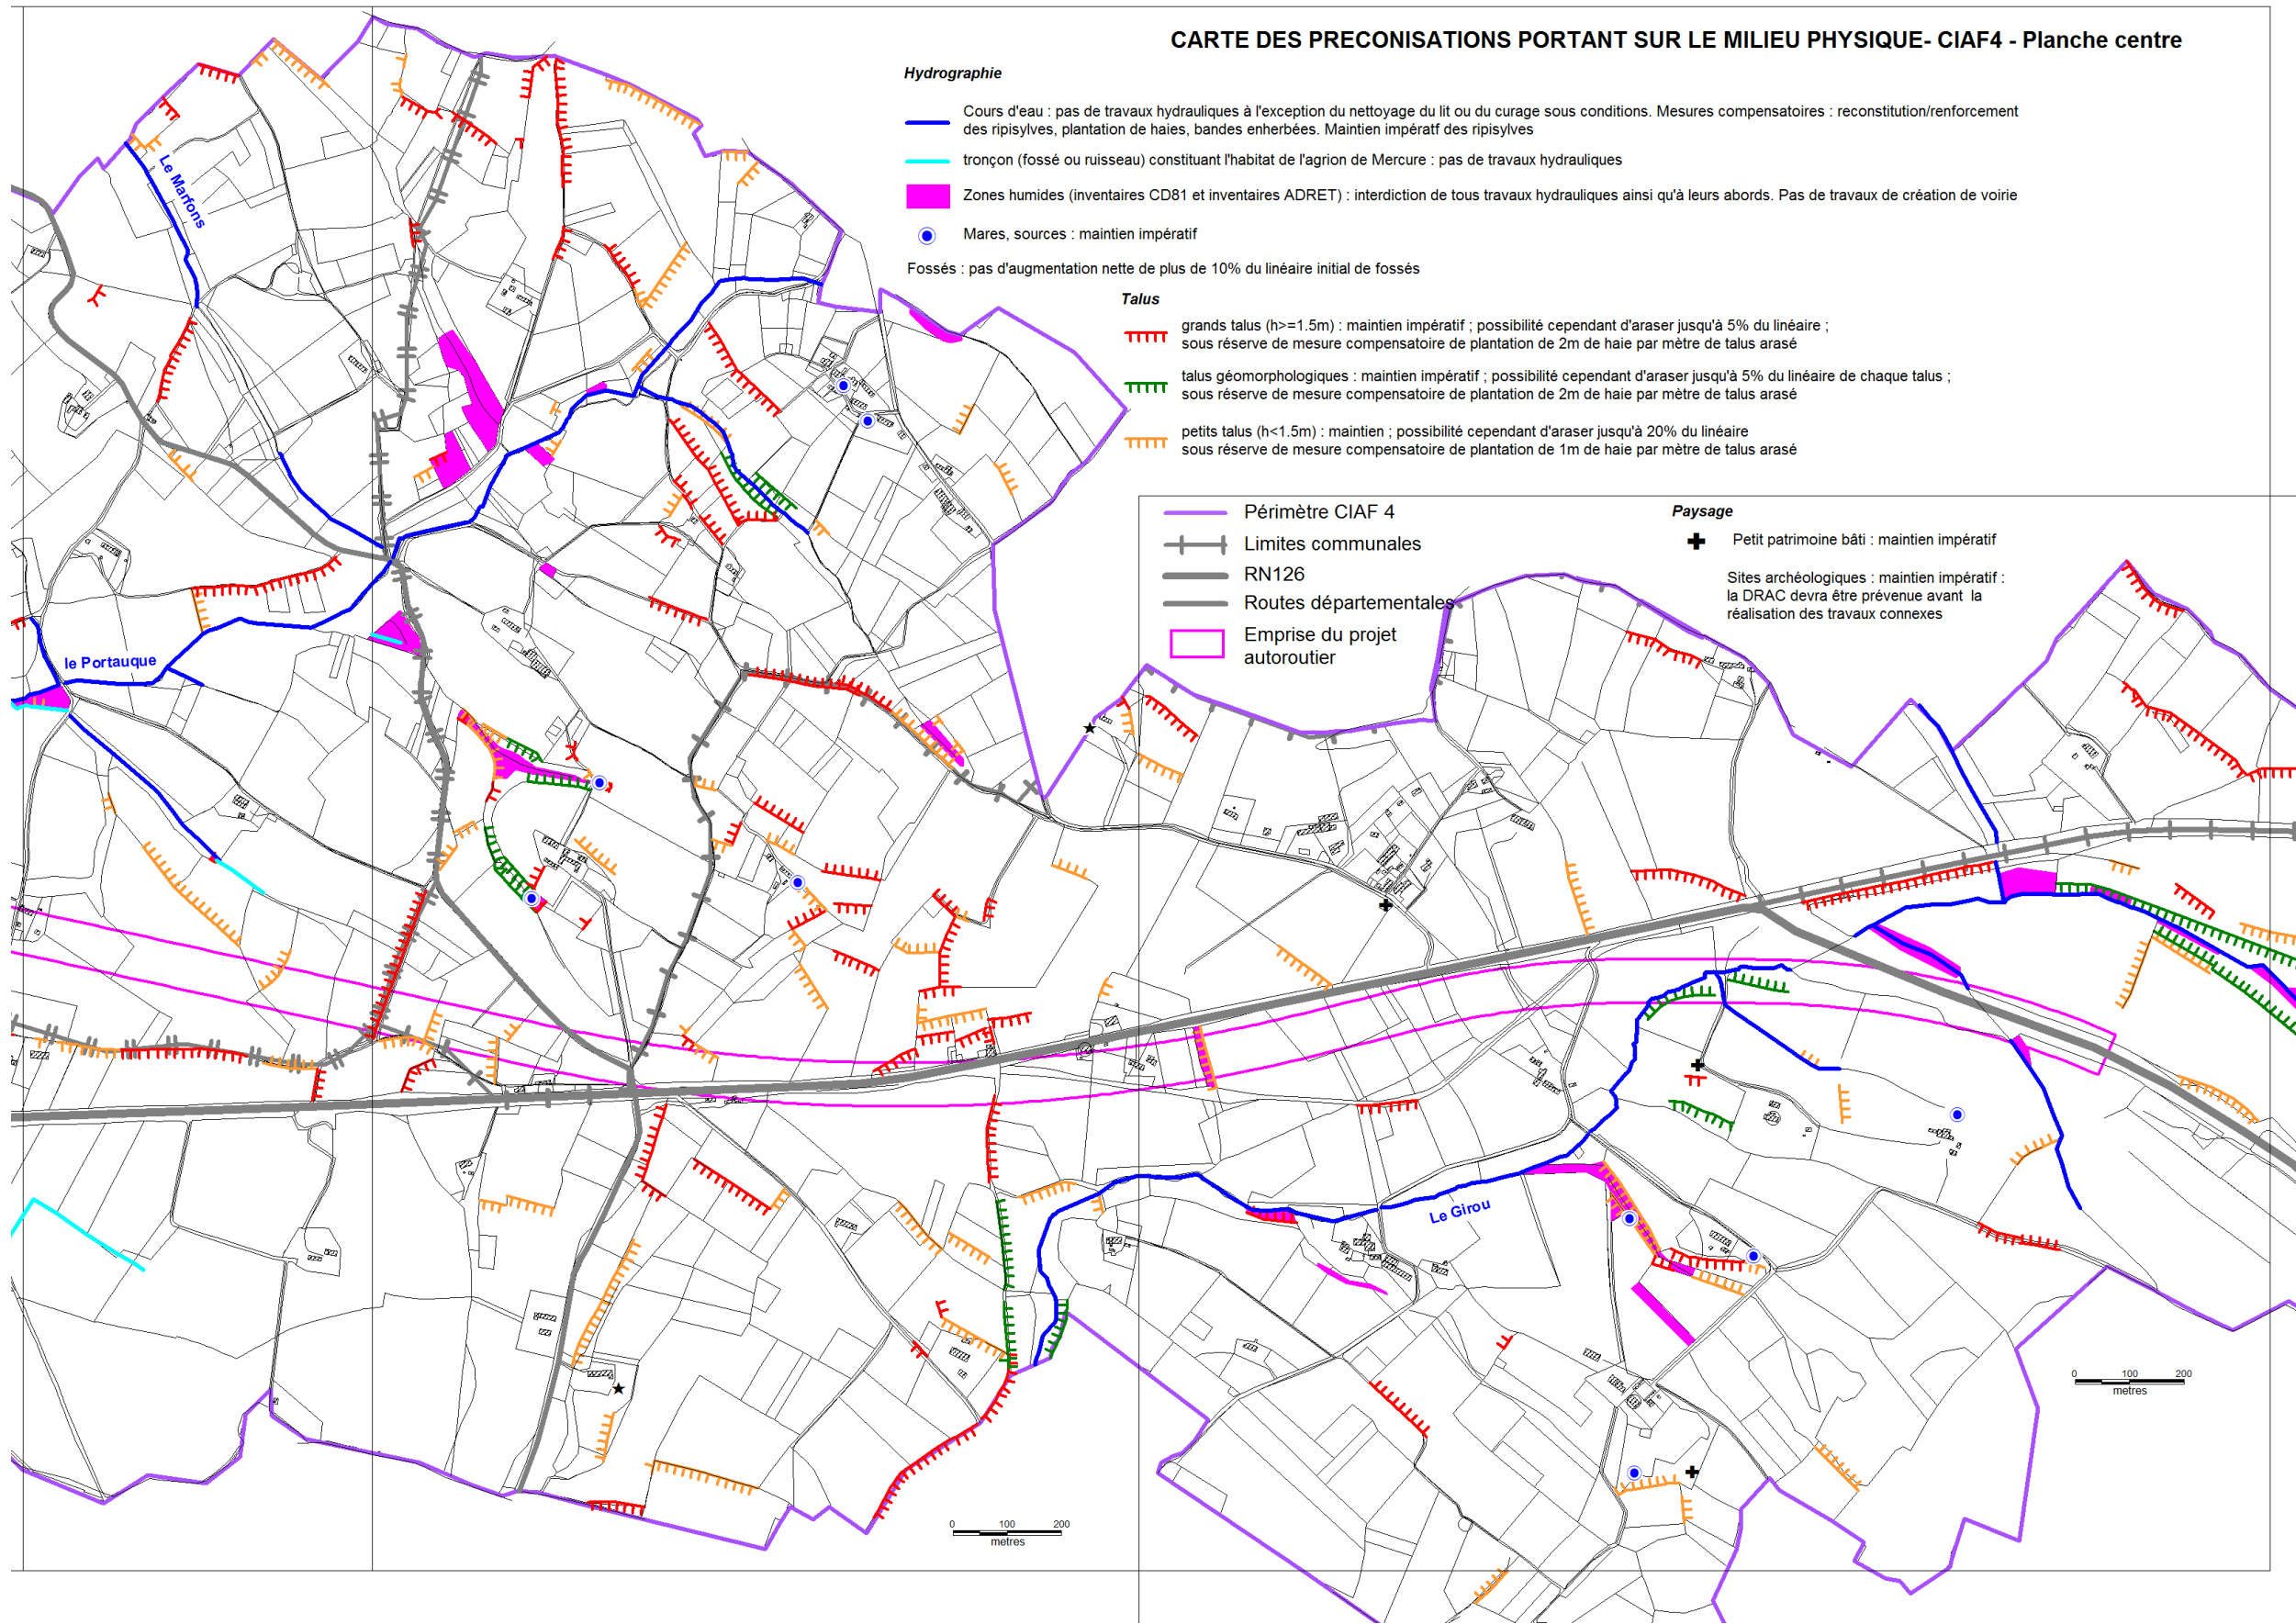 CARTE DES PRECONISATIONS PORTANT SUR LE MILIEU PHYSIQUE- CIAF4 - Planche centre
Hydrographie
Cours d'eau : pas de travaux hydrauliques à l'exception du nettoyage du lit ou du curage sous conditions. Mesures compensatoires : reconstitution/renforcement
des ripisylves, plantation de haies, bandes enherbées. Maintien impératf des ripisylves
tronçon (fossé ou ruisseau) constituant l'habitat de l'agrion de Mercure : pas de travaux hydrauliques
Zones humides (inventaires CD81 et inventaires ADRET) : interdiction de tous travaux hydrauliques ainsi qu'à leurs abords. Pas de travaux de création de voirie
Mares, sources : maintien impératif
Fossés : pas d'augmentation nette de plus de 10% du linéaire initial de fossés
Talus
grands talus (h>=1.5m) : maintien impératif ; possibilité cependant d'araser jusqu'à 5% du linéaire ;
sous réserve de mesure compensatoire de plantation de 2m de haie par mètre de talus arasé
talus géomorphologiques : maintien impératif ; possibilité cependant d'araser jusqu'à 5% du linéaire de chaque talus ;
sous réserve de mesure compensatoire de plantation de 2m de haie par mètre de talus arasé
petits talus (h<1.5m) : maintien ; possibilité cependant d'araser jusqu'à 20% du linéaire
sous réserve de mesure compensatoire de plantation de 1m de haie par mètre de talus arasé
Périmètre CIAF 4
Limites communales
RN126
Routes départementales
Emprise du projet
autoroutier
Paysage
Petit patrimoine bâti : maintien impératif
Sites archéologiques : maintien impératif :
la DRAC devra être prévenue avant la
réalisation des travaux connexes
Le Marfons
le Portauque
Le Girou
0 100 200
metres
0 100 200
metres